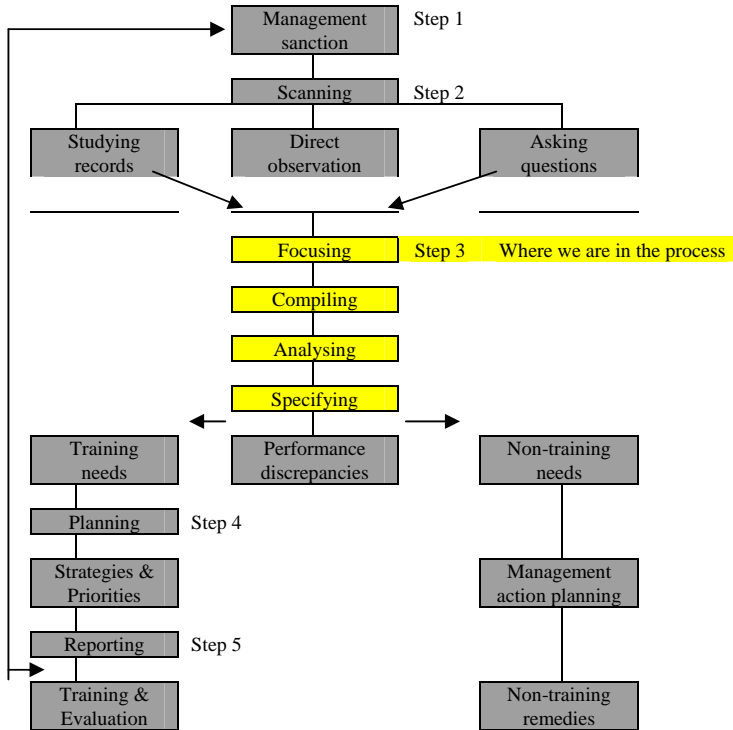 Management
sanction
Step 1
Scanning
Step 2
Studying
records
Direct
observation
Asking
questions
Focusing
Step 3
Where we are in the process
Compiling
Analysing
Specifying
Training
needs
Performance
discrepancies
Non-training
needs
Planning
Step 4
Strategies &
Priorities
Management
action planning
Reporting
Step 5
Training &
Evaluation
Non-training
remedies